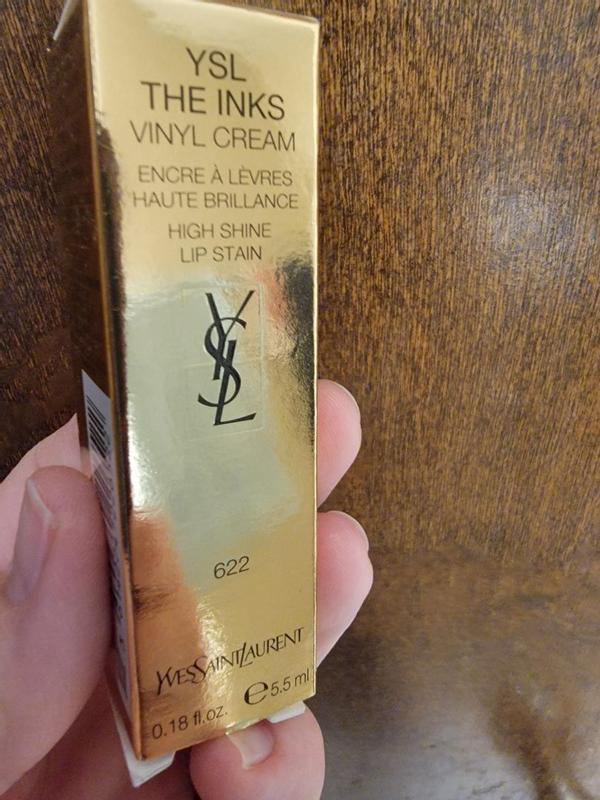 YSL
THE INKS
VINYL CREAM
ENCRE À LÈVRES
HAUTE BRILLANCE
HIGH SHINE
LIP STAIN
YSL
622
YVESSAINTLAURENT
0.18 fl.oz. e 5.5 ml